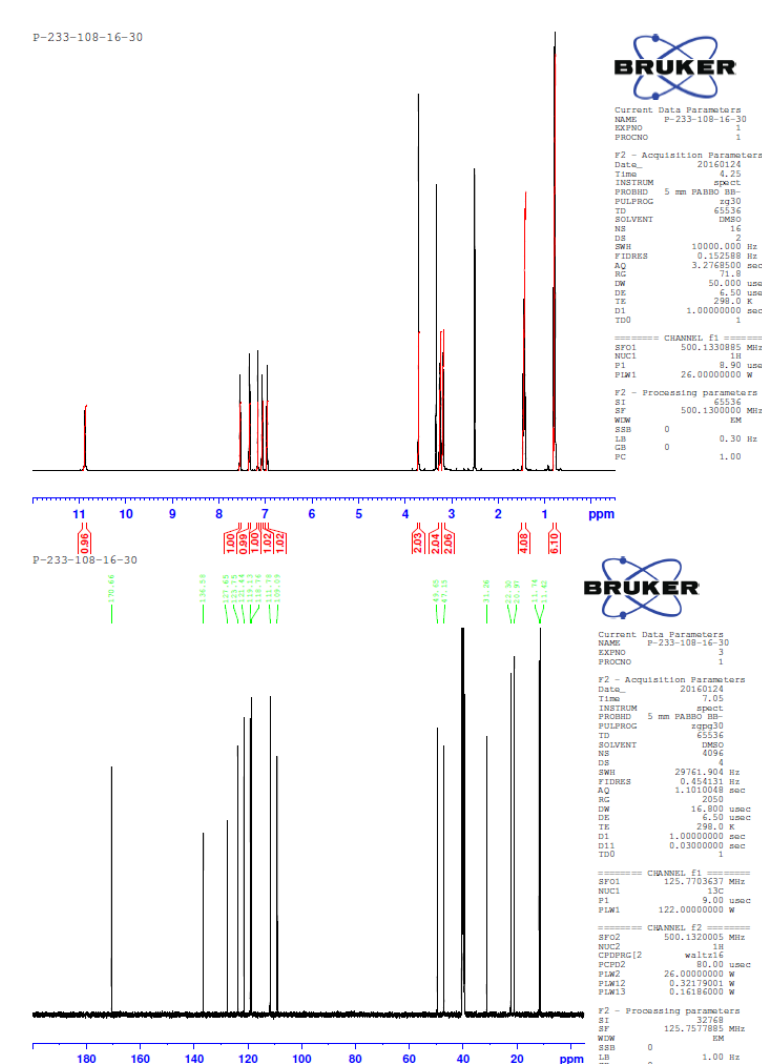 P-233-108-16-30
BRUKER
Current Data Parameters
NAME P-233-108-16-30
EXPNO 1
PROCNO 1
F2 - Acquisition Parameters
Date_ 20160124
Time 4.25
INSTRUM spect
PROBHD 5 mm PABBO BB-
PULPROG zg30
TD 65536
SOLVENT DMSO
NS 16
DS 2
SWH 10000.000 Hz
FIDRES 0.152588 Hz
AQ 3.2768500 sec
RG 71.8
DW 50.000 use
DE 6.50 use
TE 298.0 K
D1 1.00000000 sec
TD0 1
======== CHANNEL f1 ========
SFO1 500.1330885 MHz
NUC1 1H
P1 8.90 use
PLW1 26.00000000 W
F2 - Processing parameters
SI 65536
SF 500.1300000 MHz
WDW EM
SSB 0
LB 0.30 Hz
GB 0
PC 1.00
11 10 9 8 7 6 5 4 3 2 1 ppm
0.96 1.00 0.99 1.00 1.02 1.02 2.03 2.04 2.06 4.08 6.10
P-233-108-16-30
170.66
31.26
BRUKER
Current Data Parameters
NAME P-233-108-16-30
EXPNO 3
PROCNO 1
F2 - Acquisition Parameters
Date_ 20160124
Time 7.05
INSTRUM spect
PROBHD 5 mm PABBO BB-
PULPROG zgpg30
TD 65536
SOLVENT DMSO
NS 4096
DS 4
SWH 29761.904 Hz
FIDRES 0.454131 Hz
AQ 1.1010048 sec
RG 2050
DW 16.800 usec
DE 6.50 usec
TE 298.0 K
D1 1.00000000 sec
D11 0.03000000 sec
TD0 1
======== CHANNEL f1 ========
SFO1 125.7703637 MHz
NUC1 13C
P1 9.00 usec
PLW1 122.00000000 W
======== CHANNEL f2 ========
SFO2 500.1320005 MHz
NUC2 1H
CPDPRG[2 waltz16
PCPD2 80.00 usec
PLW2 26.00000000 W
PLW12 0.32179001 W
PLW13 0.16186000 W
F2 - Processing parameters
SI 32768
SF 125.7577885 MHz
WDW EM
SSB 0
LB 1.00 Hz
180 160 140 120 100 80 60 40 20 ppm